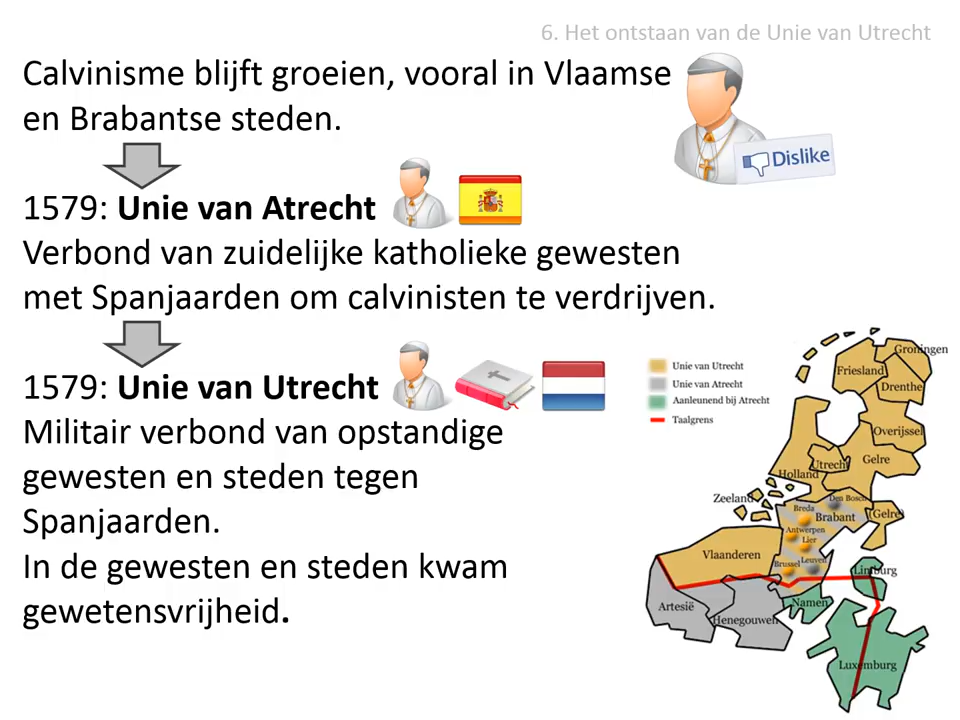 6. Het ontstaan van de Unie van Utrecht
Calvinisme blijft groeien, vooral in Vlaamse
en Brabantse steden.
Dislike
1579: Unie van Atrecht
Verbond van zuidelijke katholieke gewesten
met Spanjaarden om calvinisten te verdrijven.
1579: Unie van Utrecht
Militair verbond van opstandige
gewesten en steden tegen
Spanjaarden.
In de gewesten en steden kwam
gewetensvrijheid.
Unie van Utrecht
Unie van Atrecht
Aanleunend bij Atrecht
Taalgrens
Groningen
Friesland
Drenthe
Overijssel
Utrecht
Gelre
Holland
Zeeland
Den Bosch
Breda
Brabant
(Gelre)
Antwerpen
Lier
Vlaanderen
Brussel
Leuven
Limburg
Artesië
Namen
Henegouwen
Luxemburg